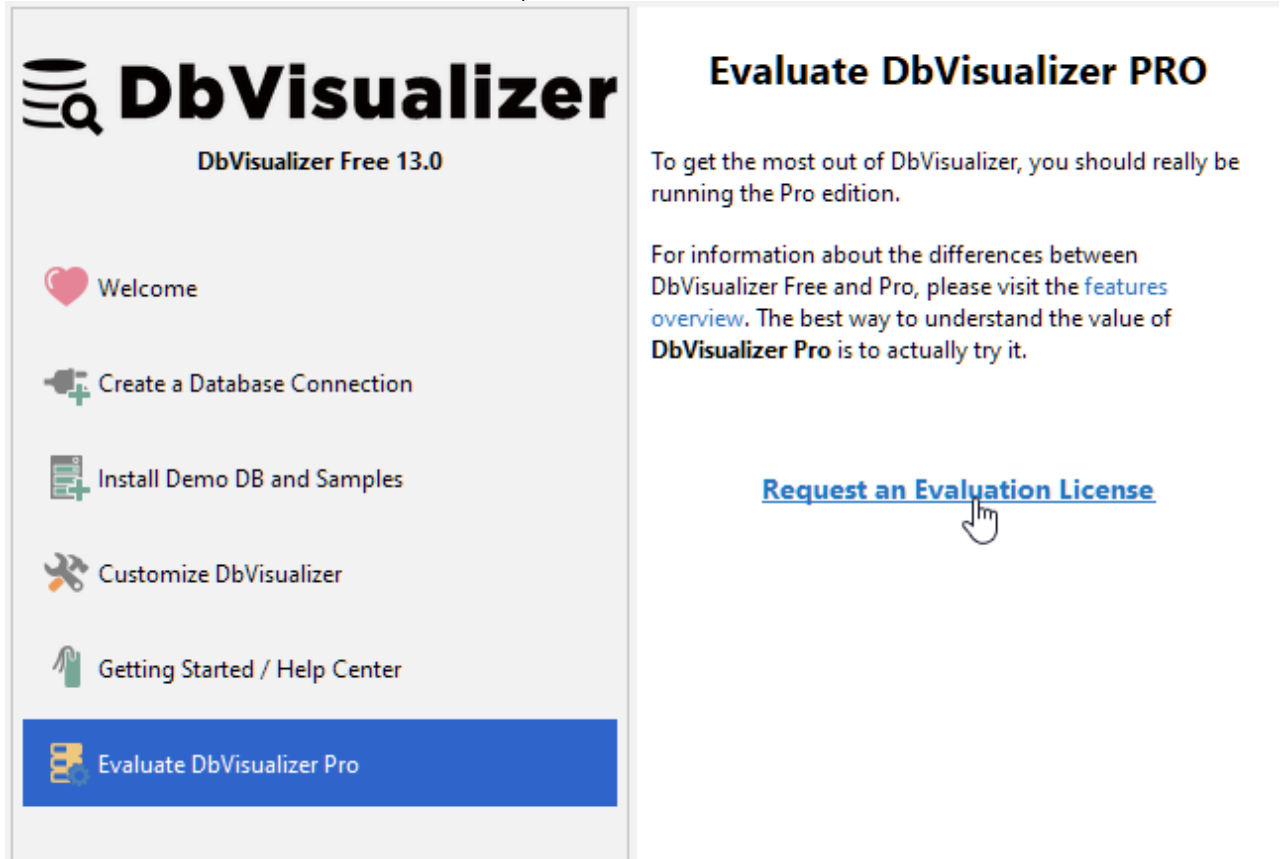 DbVisualizer
DbVisualizer Free 13.0
Welcome
Create a Database Connection
Install Demo DB and Samples
Customize DbVisualizer
Getting Started / Help Center
Evaluate DbVisualizer Pro
Evaluate DbVisualizer PRO
To get the most out of DbVisualizer, you should really be
running the Pro edition.
For information about the differences between
DbVisualizer Free and Pro, please visit the features
overview. The best way to understand the value of
DbVisualizer Pro is to actually try it.
Request an Evaluation License